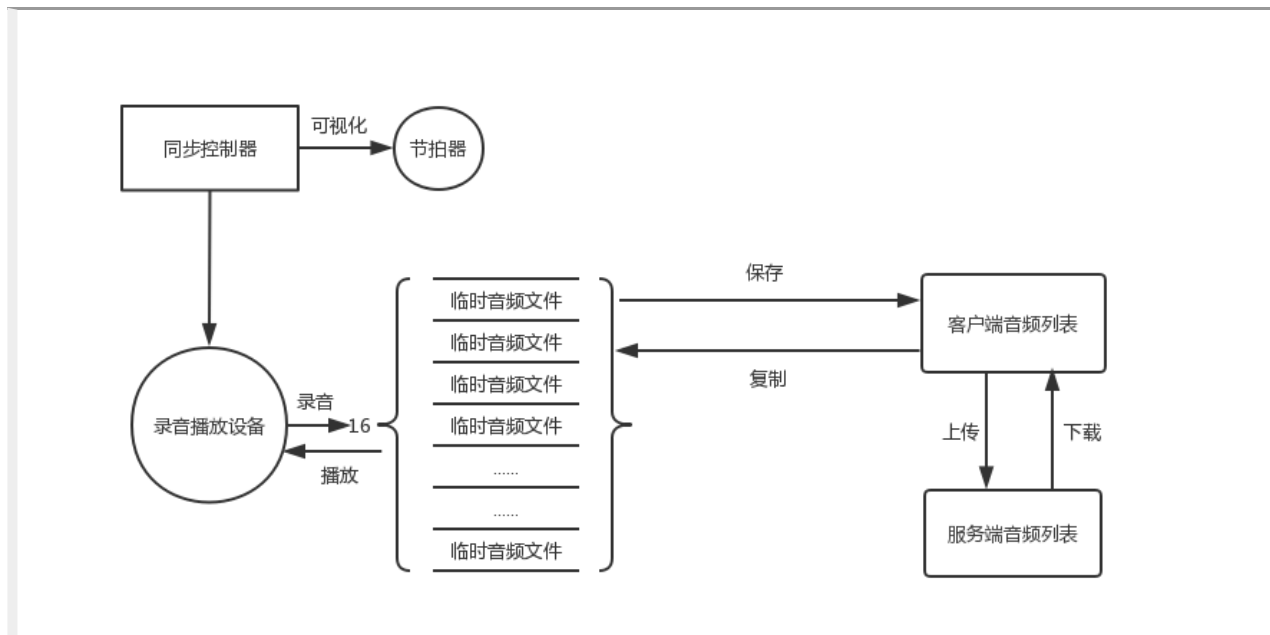 可视化
同步控制器
节拍器
保存
临时音频文件
客户端音频列表
临时音频文件
复制
临时音频文件
录音
录音播放设备
16
临时音频文件
上传
下载
播放
......
......
服务端音频列表
临时音频文件